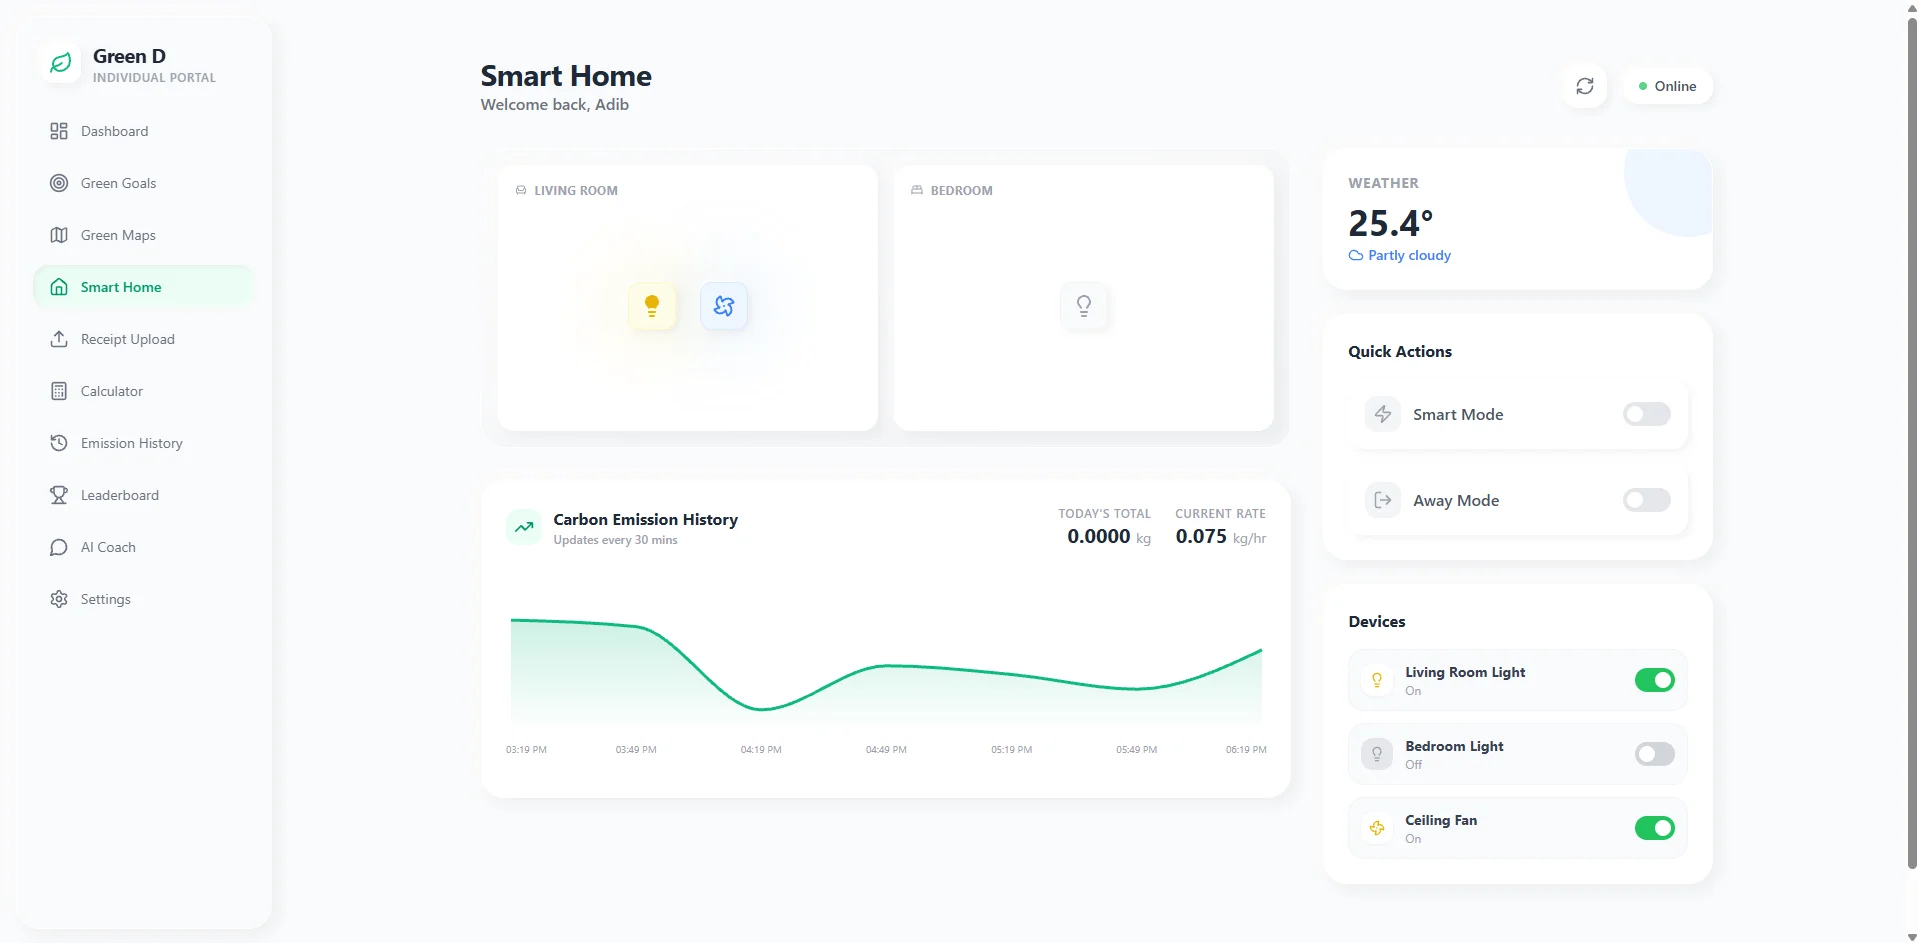 Green D
INDIVIDUAL PORTAL
Dashboard
Green Goals
Green Maps
Smart Home
Receipt Upload
Calculator
Emission History
Leaderboard
AI Coach
Settings
Smart Home
Welcome back, Adib
Online
LIVING ROOM
BEDROOM
WEATHER
25.4°
Partly cloudy
Quick Actions
Smart Mode
Away Mode
Carbon Emission History
Updates every 30 mins
TODAY'S TOTAL
0.0000 kg
CURRENT RATE
0.075 kg/hr
03:19 PM 03:49 PM 04:19 PM 04:49 PM 05:19 PM 05:49 PM 06:19 PM
Devices
Living Room Light
On
Bedroom Light
Off
Ceiling Fan
On